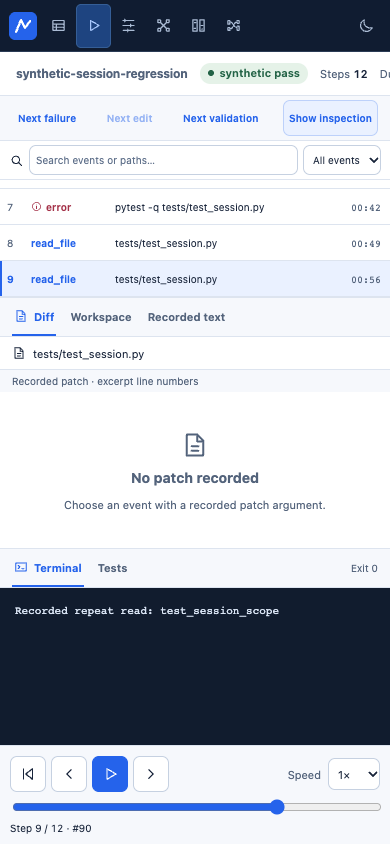 synthetic-session-regression synthetic pass Steps 12 Du
Next failure Next edit Next validation Show inspection
Search events or paths... All events
7 error pytest -q tests/test_session.py 00:42
8 read_file tests/test_session.py 00:49
9 read_file tests/test_session.py 00:56
Diff Workspace Recorded text
tests/test_session.py
Recorded patch · excerpt line numbers
No patch recorded
Choose an event with a recorded patch argument.
Terminal Tests Exit 0
Recorded repeat read: test_session_scope
Speed 1×
Step 9 / 12 · #90